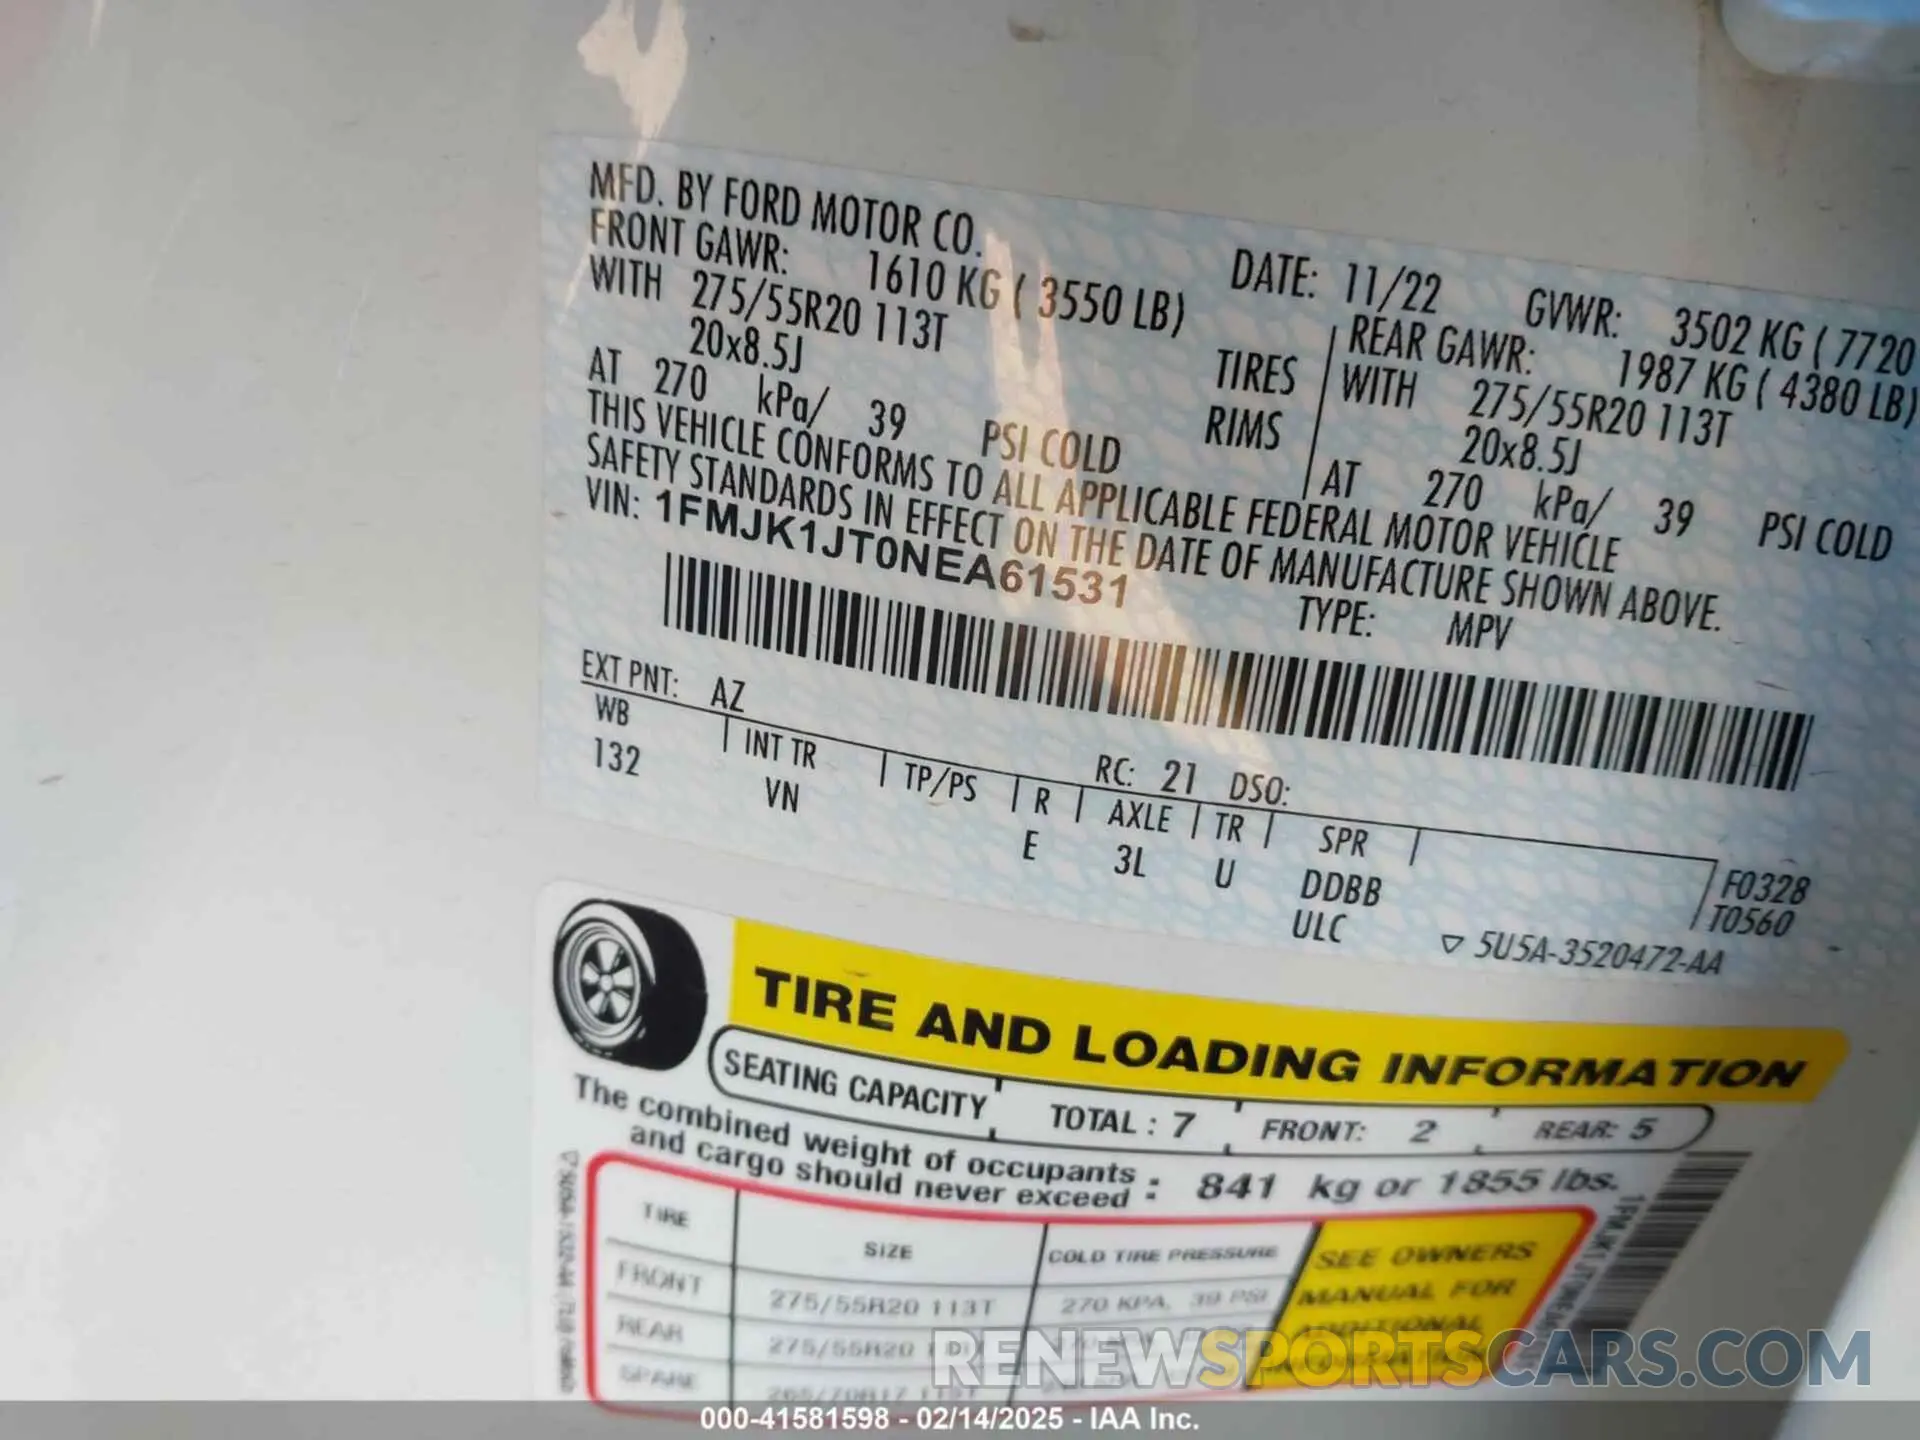 MFD. BY FORD MOTOR CO.
DATE: 11/22 GVWR: 3502 KG ( 7720
FRONT GAWR: 1610 KG ( 3550 LB) REAR GAWR: 1987 KG ( 4380 LB)
WITH 275/55R20 113T TIRES WITH 275/55R20 113T
20x8.5J RIMS 20x8.5J
AT 270 kPa/ 39 PSI COLD AT 270 kPa/ 39 PSI COLD
THIS VEHICLE CONFORMS TO ALL APPLICABLE FEDERAL MOTOR VEHICLE
SAFETY STANDARDS IN EFFECT ON THE DATE OF MANUFACTURE SHOWN ABOVE.
VIN: 1FMJK1JT0NEA61531
TYPE: MPV
EXT PNT: AZ RC: 21 DSO:
WB INT TR TP/PS R AXLE TR SPR
132 VN E 3L U DDBB
ULC
F0328
T0560
5U5A-3520472-AA
TIRE AND LOADING INFORMATION
SEATING CAPACITY TOTAL : 7 FRONT: 2 REAR: 5
The combined weight of occupants
and cargo should never exceed : 841 kg or 1855 lbs.
TIRE SIZE COLD TIRE PRESSURE
FRONT 275/55R20 113T 270 KPA, 39 PSI
REAR 275/55R20
SPARE 265/70R17 115T
SEE OWNERS
MANUAL FOR
ADDITIONAL
INFORMATION
RENEWSPORTSCARS.COM
000-41581598 - 02/14/2025 - IAA Inc.